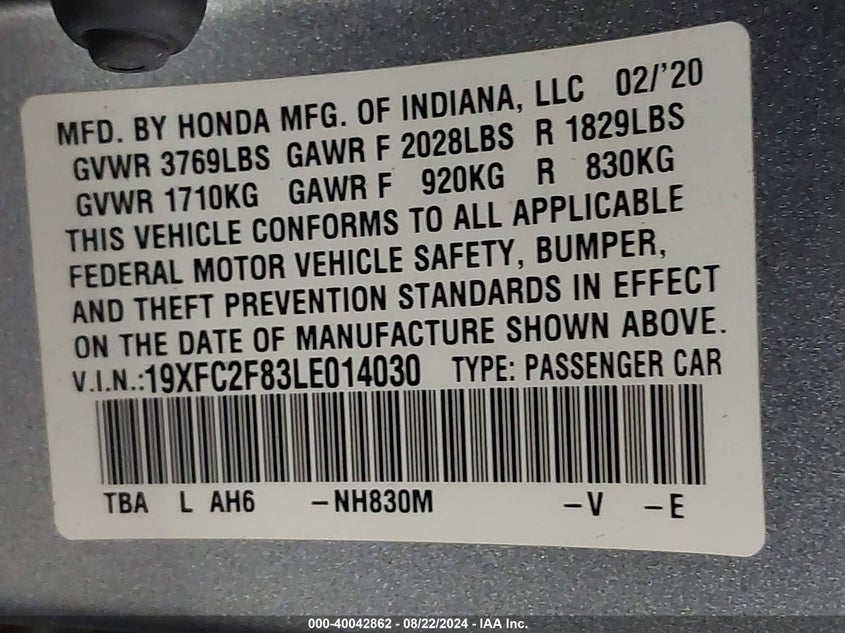 MFD. BY HONDA MFG. OF INDIANA, LLC 02/'20
GVWR 3769LBS GAWR F 2028LBS R 1829LBS
GVWR 1710KG GAWR F 920KG R 830KG
THIS VEHICLE CONFORMS TO ALL APPLICABLE
FEDERAL MOTOR VEHICLE SAFETY, BUMPER,
AND THEFT PREVENTION STANDARDS IN EFFECT
ON THE DATE OF MANUFACTURE SHOWN ABOVE.
V.I.N.:19XFC2F83LE014030 TYPE: PASSENGER CAR
TBA L AH6 –NH830M –V –E
000-40042862 - 08/22/2024 - IAA Inc.